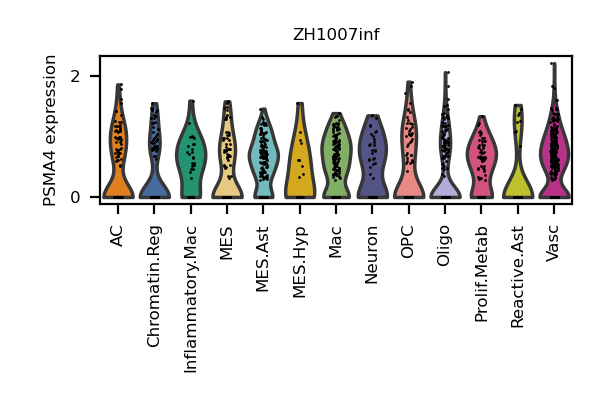 ZH1007inf
PSMA4 expression
2
0
AC
Chromatin.Reg
Inflammatory.Mac
MES
MES.Ast
MES.Hyp
Mac
Neuron
OPC
Oligo
Prolif.Metab
Reactive.Ast
Vasc